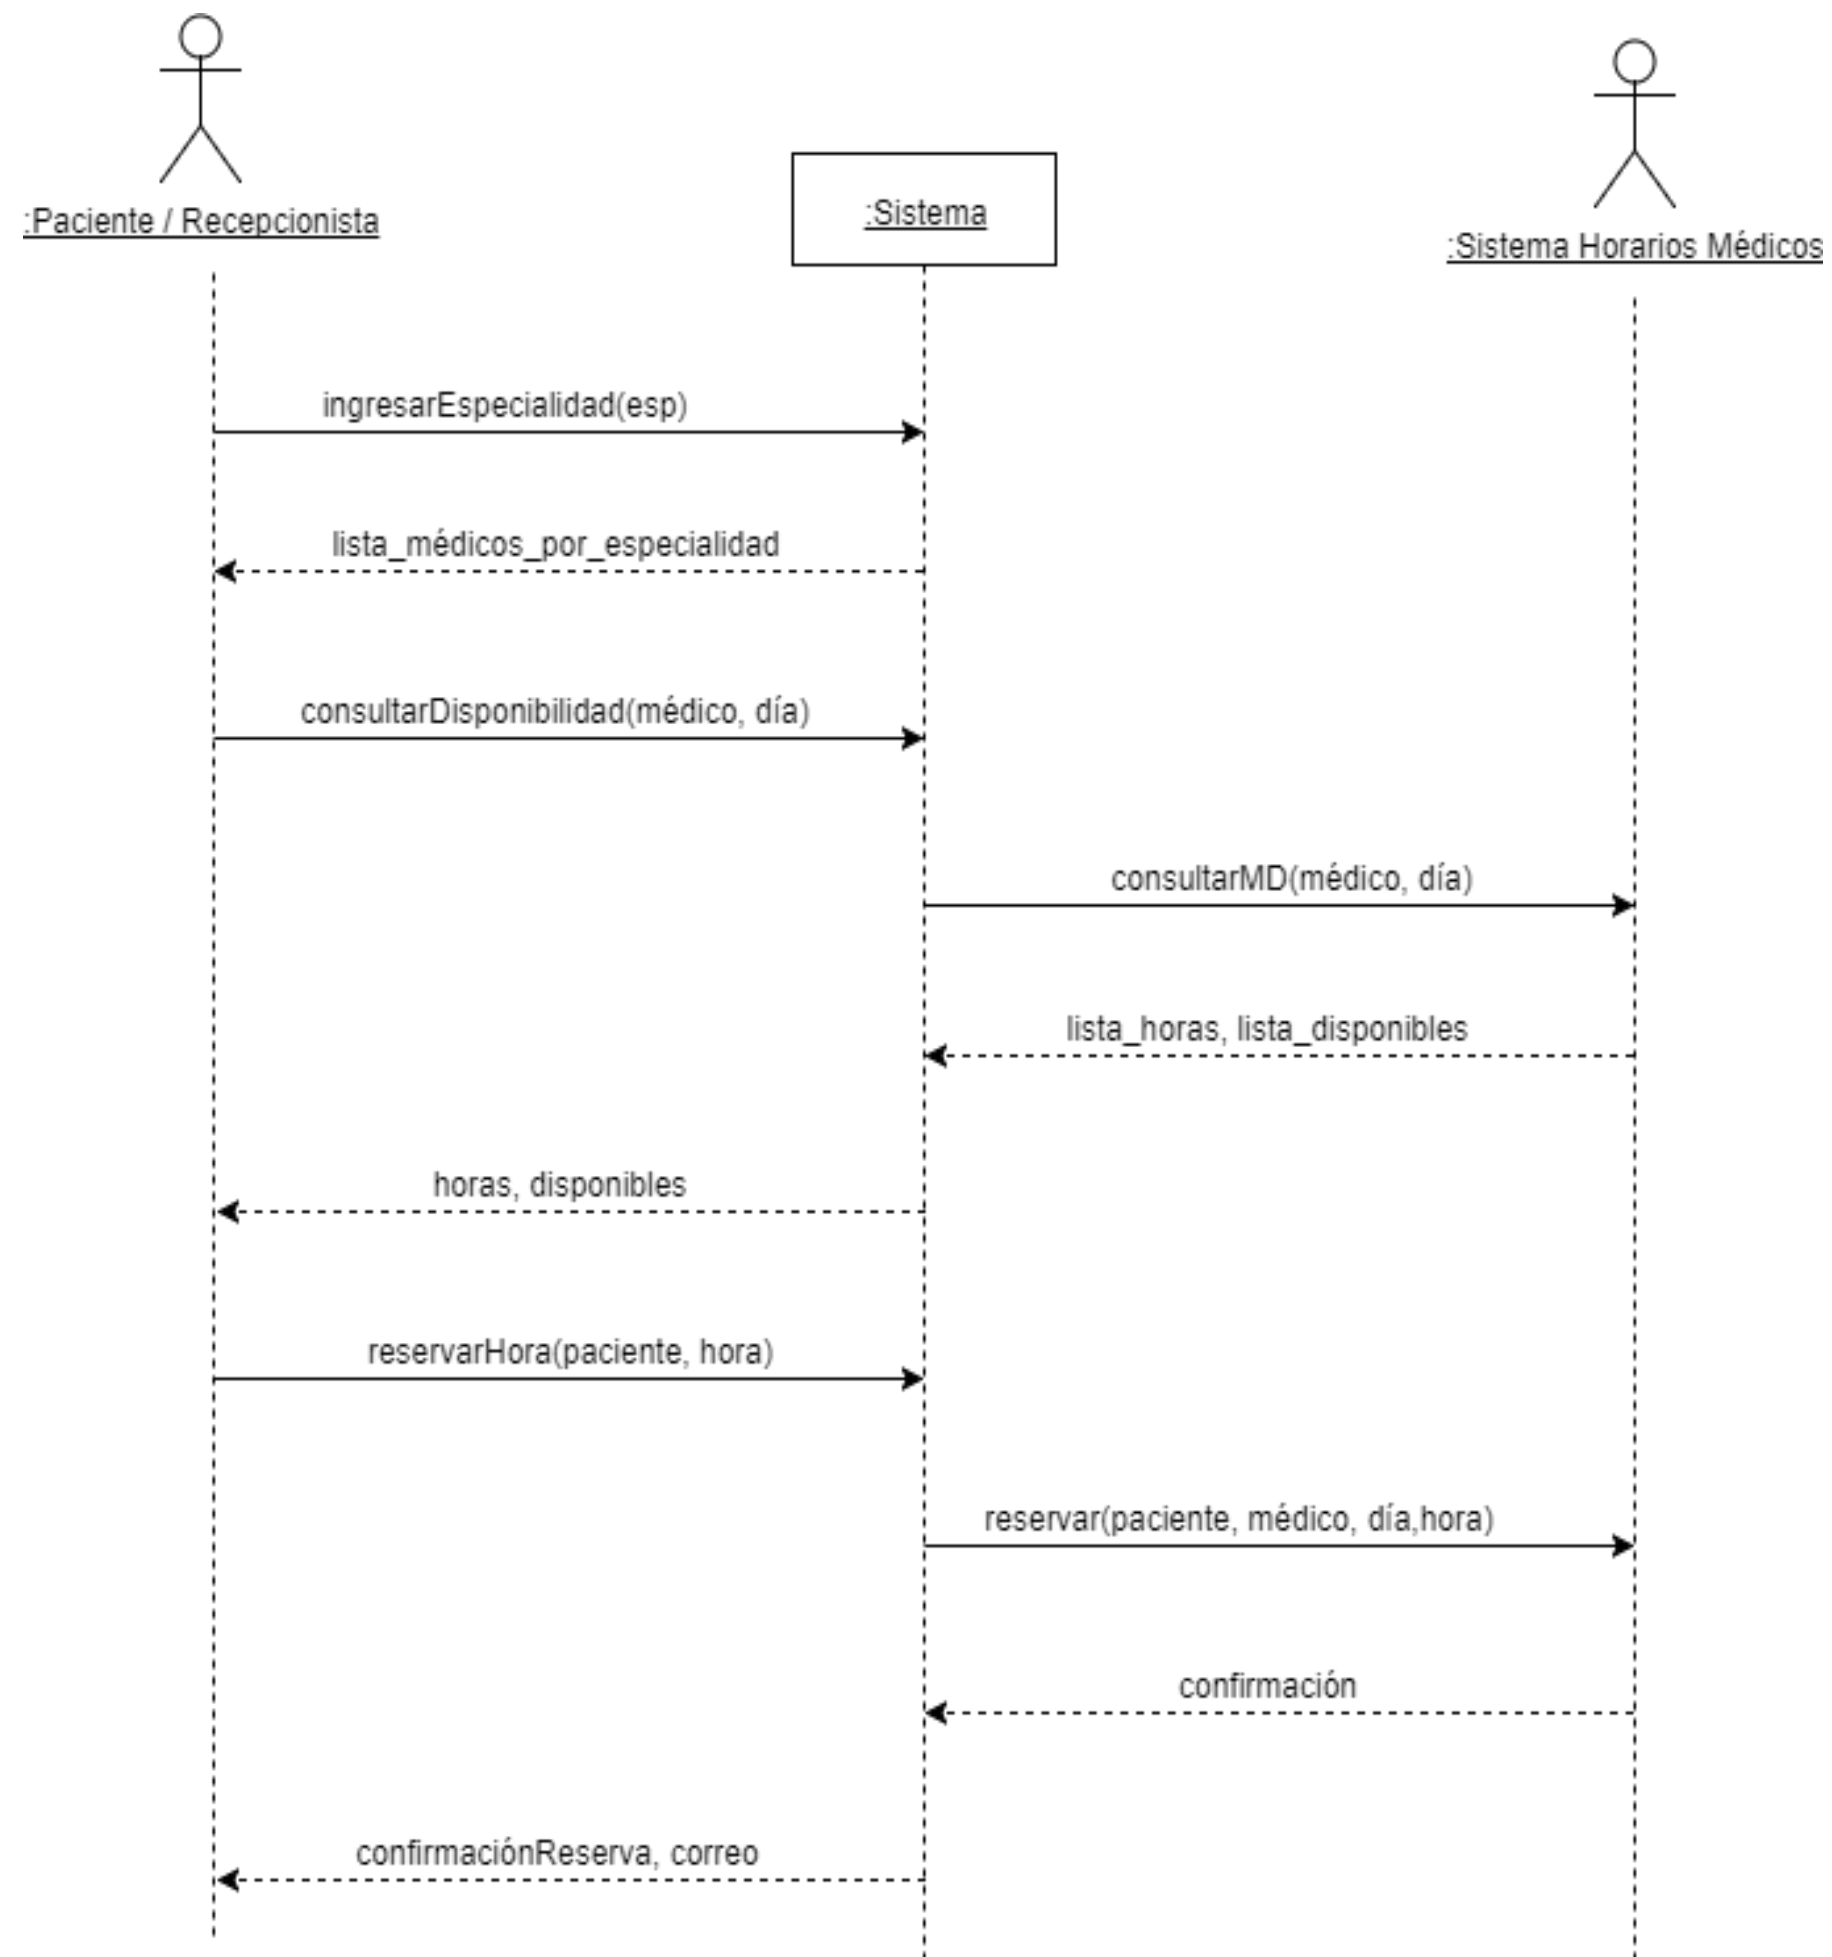 :Paciente / Recepcionista
:Sistema
:Sistema Horarios Médicos
ingresarEspecialidad(esp)
lista_médicos_por_especialidad
consultarDisponibilidad(médico, día)
consultarMD(médico, día)
lista_horas, lista_disponibles
horas, disponibles
reservarHora(paciente, hora)
reservar(paciente, médico, día,hora)
confirmación
confirmaciónReserva, correo